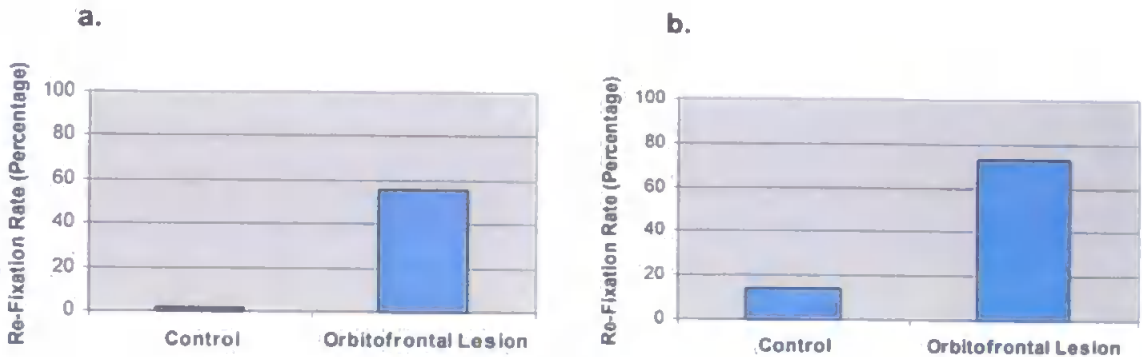 a.
Re-Fixation Rate (Percentage)
100
80
60
40
20
0
Control
Orbitofrontal Lesion
b.
Re-Fixation Rate (Percentage)
100
80
60
40
20
0
Control
Orbitofrontal Lesion